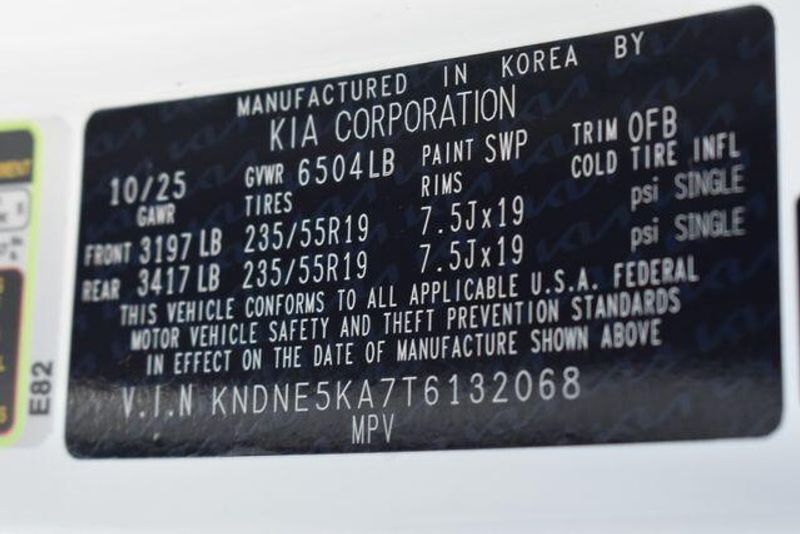 MANUFACTURED IN KOREA BY
KIA CORPORATION
10/25 GVWR 6504LB PAINT SWP TRIM OFB
GAWR TIRES RIMS COLD TIRE INFL
FRONT 3197 LB 235/55R19 7.5Jx19 psi SINGLE
REAR 3417 LB 235/55R19 7.5Jx19 psi SINGLE
THIS VEHICLE CONFORMS TO ALL APPLICABLE U.S.A. FEDERAL
MOTOR VEHICLE SAFETY AND THEFT PREVENTION STANDARDS
IN EFFECT ON THE DATE OF MANUFACTURE SHOWN ABOVE
V.I.N KNDNE5KA7T6132068
MPV
E82